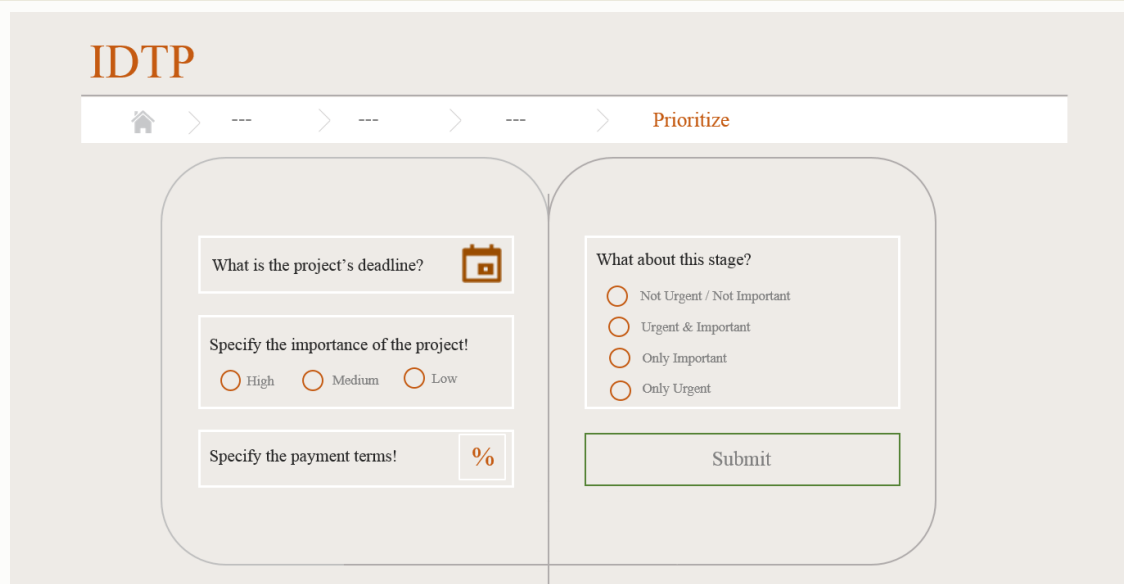 IDTP
--- --- --- Prioritize
What is the project’s deadline?
Specify the importance of the project!
High Medium Low
Specify the payment terms! %
What about this stage?
Not Urgent / Not Important
Urgent & Important
Only Important
Only Urgent
Submit